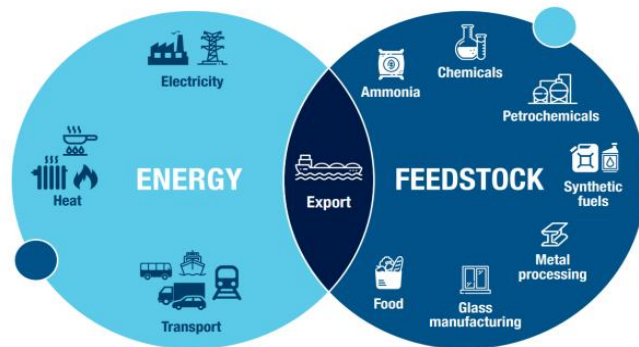 Electricity
ENERGY
Heat
Transport
Export
FEEDSTOCK
Ammonia
Chemicals
Petrochemicals
Synthetic
fuels
Metal
processing
Glass
manufacturing
Food